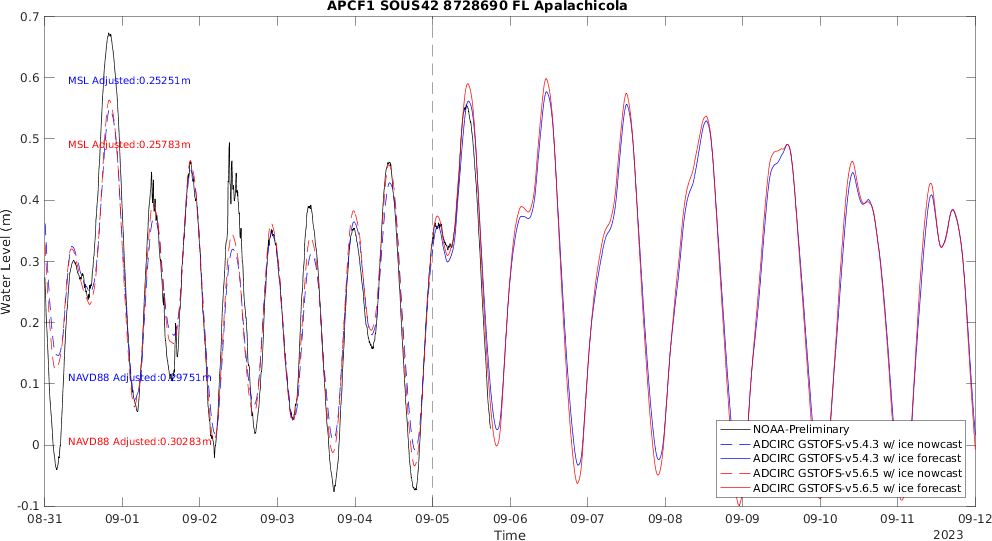 APCF1 SOUS42 8728690 FL Apalachicola
0.7
0.6
0.5
0.4
0.3
0.2
0.1
0
-0.1
Water Level (m)
MSL Adjusted:0.25251m
MSL Adjusted:0.25783m
NAVD88 Adjusted:0.29751m
NAVD88 Adjusted:0.30283m
NOAA-Preliminary
ADCIRC GSTOFS-v5.4.3 w/ ice nowcast
ADCIRC GSTOFS-v5.4.3 w/ ice forecast
ADCIRC GSTOFS-v5.6.5 w/ ice nowcast
ADCIRC GSTOFS-v5.6.5 w/ ice forecast
08-31 09-01 09-02 09-03 09-04 09-05 09-06 09-07 09-08 09-09 09-10 09-11 09-12
Time
2023